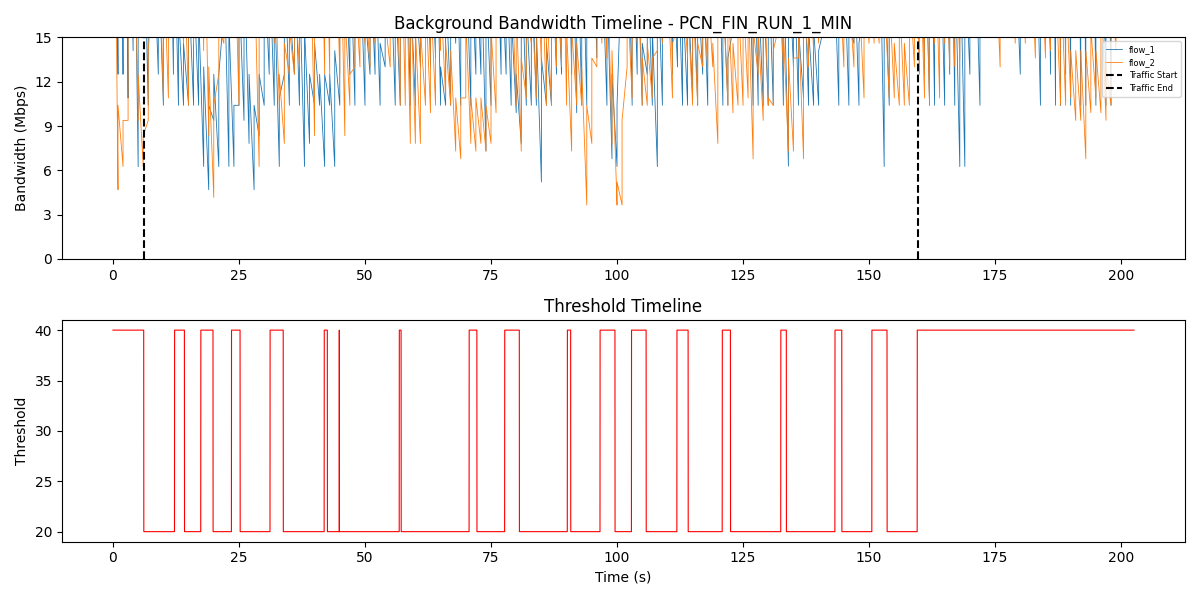 Background Bandwidth Timeline - PCN_FIN_RUN_1_MIN
Bandwidth (Mbps)
15
12
9
6
3
0
0 25 50 75 100 125 150 175 200
flow_1
flow_2
Traffic Start
Traffic End
Threshold Timeline
Threshold
40
35
30
25
20
0 25 50 75 100 125 150 175 200
Time (s)